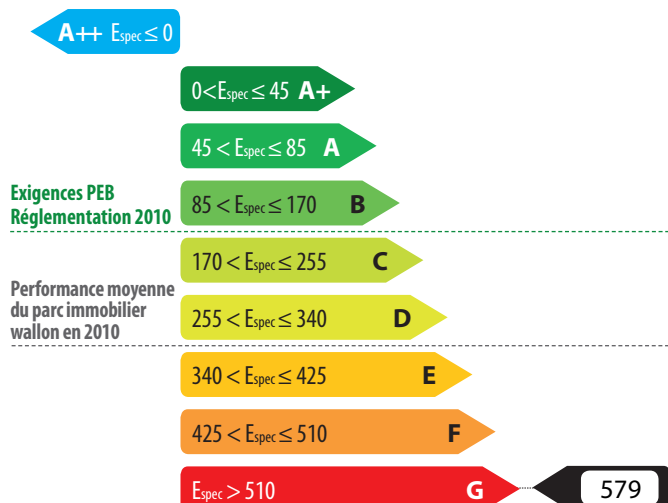 A++ Espec ≤ 0
0<Espec ≤ 45 A+
45 < Espec ≤ 85 A
Exigences PEB
Réglementation 2010
85 < Espec ≤ 170 B
170 < Espec ≤ 255 C
Performance moyenne
du parc immobilier
wallon en 2010
255 < Espec ≤ 340 D
340 < Espec ≤ 425 E
425 < Espec ≤ 510 F
Espec > 510 G
579